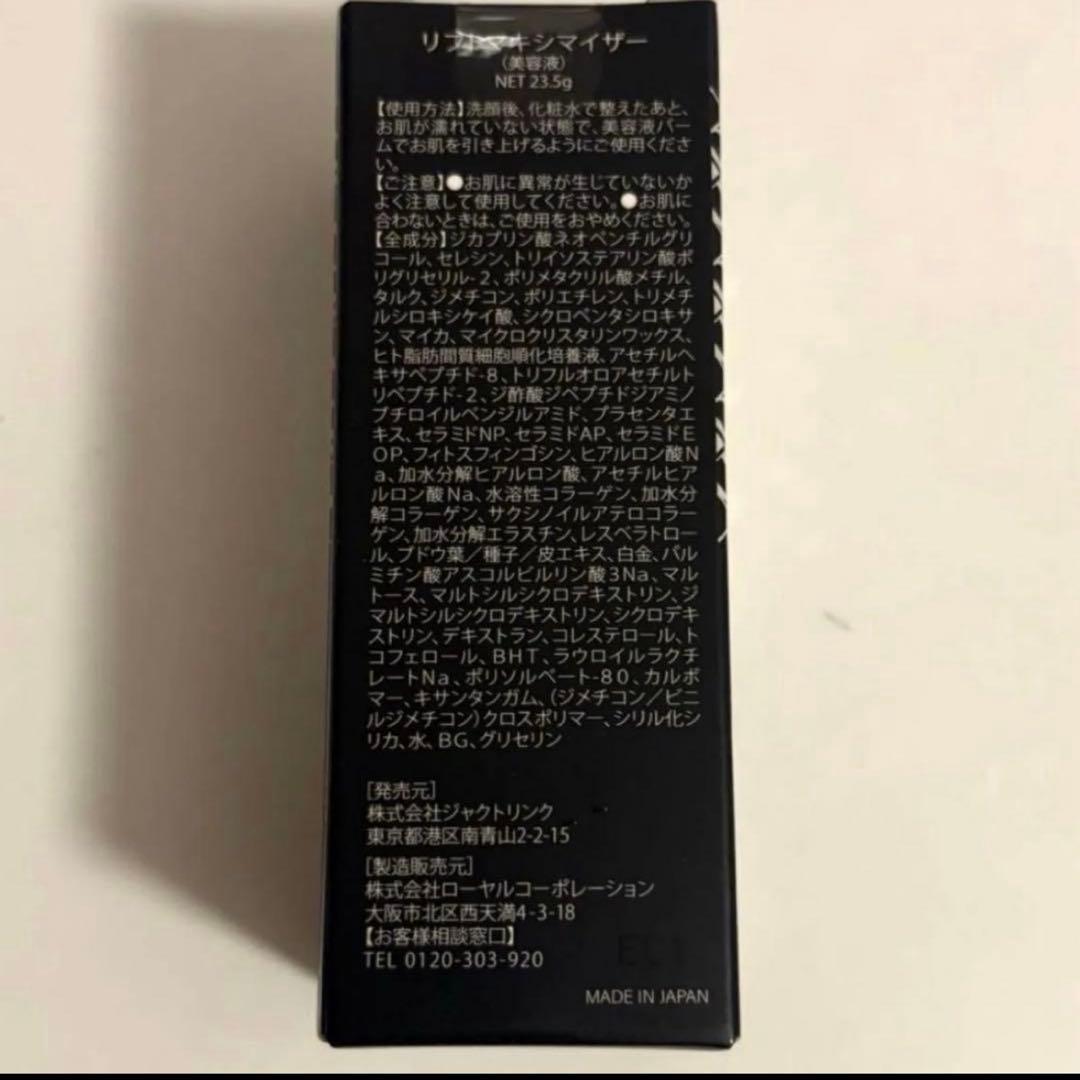 リフトマキシマイザー
(美容液)
NET 23.5g
【使用方法】洗顔後、化粧水で整えたあと、
お肌が濡れていない状態で、美容液バー
ムでお肌を引き上げるようにご使用くださ
い。
【ご注意】●お肌に異常が生じていないか
よく注意して使用してください。●お肌に
合わないときは、ご使用をおやめください。
【全成分】ジカプリン酸ネオペンチルグリ
コール、セレシン、トリイソステアリン酸ポ
リグリセリル-2、ポリメタクリル酸メチル、
タルク、ジメチコン、ポリエチレン、トリメチ
ルシロキシケイ酸、シクロペンタシロキサ
ン、マイカ、マイクロクリスタリンワックス、
ヒト脂肪間質細胞順化培養液、アセチルヘ
キサペプチド-8、トリフルオロアセチルト
リペプチド-2、ジ酢酸ジペプチドジアミノ
ブチロイルベンジルアミド、プラセンタエ
キス、セラミドNP、セラミドAP、セラミドE
OP、フィトスフィンゴシン、ヒアルロン酸N
a、加水分解ヒアルロン酸、アセチルヒア
ルロン酸Na、水溶性コラーゲン、加水分
解コラーゲン、サクシノイルアテロコラー
ゲン、加水分解エラスチン、レスベラトロー
ル、ブドウ葉/種子/皮エキス、白金、パル
ミチン酸アスコルビルリン酸3Na、マル
トース、マルトシルシクロデキストリン、ジ
マルトシルシクロデキストリン、シクロデキ
ストリン、デキストラン、コレステロール、ト
コフェロール、BHT、ラウロイルラクチ
レートNa、ポリソルベート-80、カルボ
マー、キサンタンガム、(ジメチコン/ビニ
ルジメチコン)クロスポリマー、シリル化シ
リカ、水、BG、グリセリン
[発売元]
株式会社ジャクトリンク
東京都港区南青山2-2-15
[製造販売元]
株式会社ローヤルコーポレーション
大阪市北区西天満4-3-18
【お客様相談窓口】
TEL 0120-303-920
MADE IN JAPAN